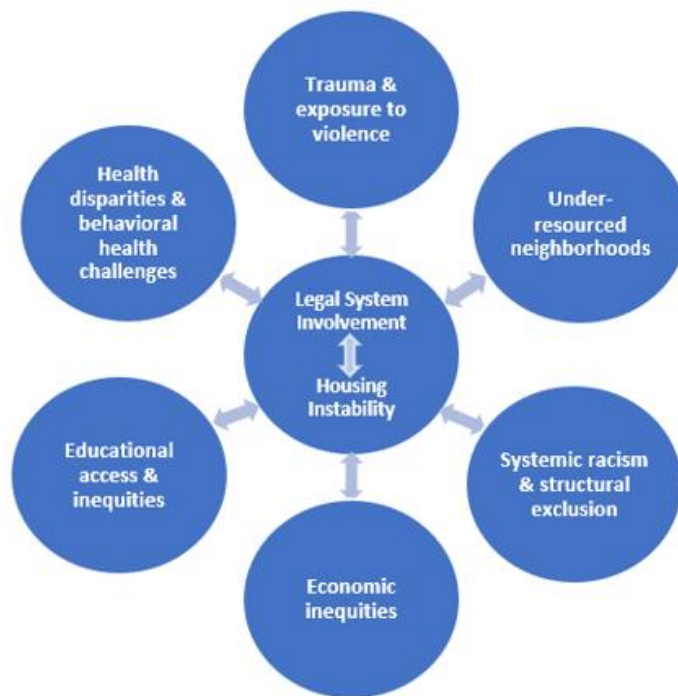 Trauma &
exposure to
violence
Health
disparities &
behavioral
health
challenges
Under-
resourced
neighborhoods
Legal System
Involvement
Housing
Instability
Educational
access &
inequities
Systemic racism
& structural
exclusion
Economic
inequities